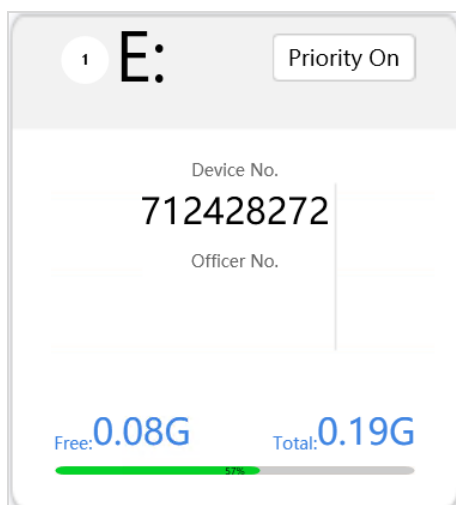 1 E: Priority On
Device No.
712428272
Officer No.
Free:0.08G Total:0.19G
57%